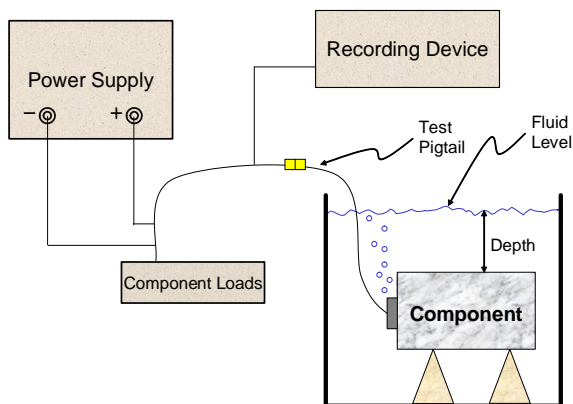 Power Supply
− +
Recording Device
Test
Pigtail
Fluid
Level
Depth
Component Loads
Component